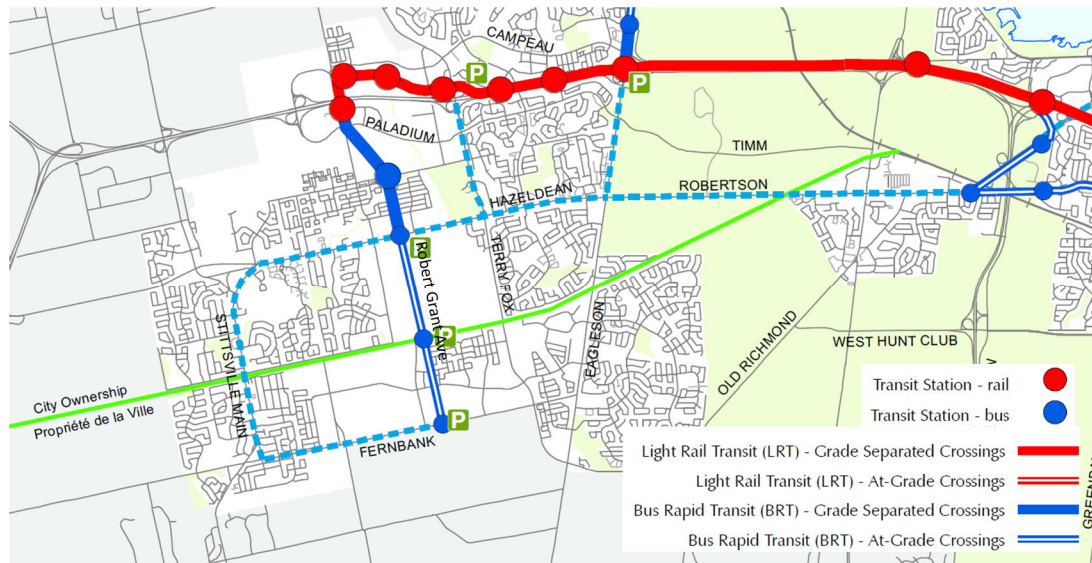 CAMPEAU
P
P
PALADIUM
TIMM
HAZELDEAN
ROBERTSON
P
TERRY FOX
Robert Grant Ave
STITTSVILLE MAIN
EAGLESON
OLD RICHMOND
P
WEST HUNT CLUB
City Ownership
Propriété de la Ville
P
FERNBANK
Transit Station - rail
Transit Station - bus
Light Rail Transit (LRT) - Grade Separated Crossings
Light Rail Transit (LRT) - At-Grade Crossings
Bus Rapid Transit (BRT) - Grade Separated Crossings
Bus Rapid Transit (BRT) - At-Grade Crossings